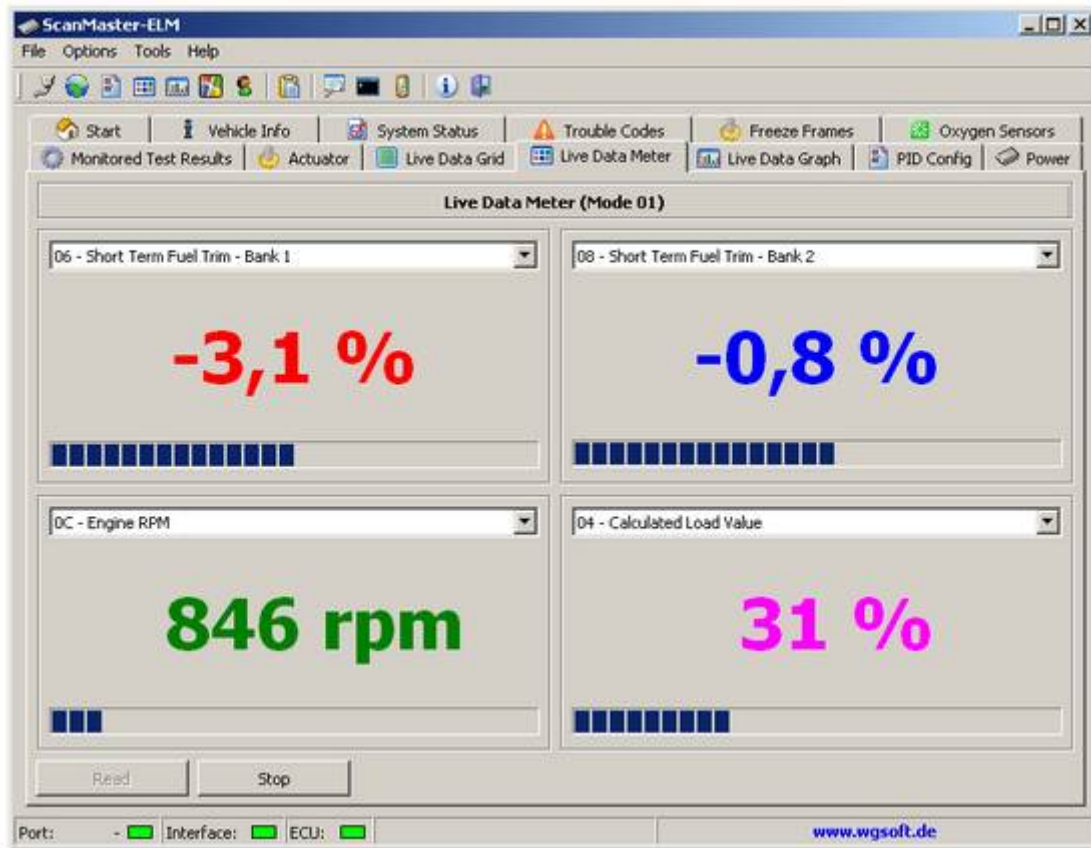 ScanMaster-ELM
File Options Tools Help
Start Vehicle Info System Status Trouble Codes Freeze Frames Oxygen Sensors
Monitored Test Results Actuator Live Data Grid Live Data Meter Live Data Graph PID Config Power
Live Data Meter (Mode 01)
06 - Short Term Fuel Trim - Bank 1
08 - Short Term Fuel Trim - Bank 2
-3,1 %
-0,8 %
0C - Engine RPM
04 - Calculated Load Value
846 rpm
31 %
Read Stop
Port: - Interface: ECU: www.wgsoft.de